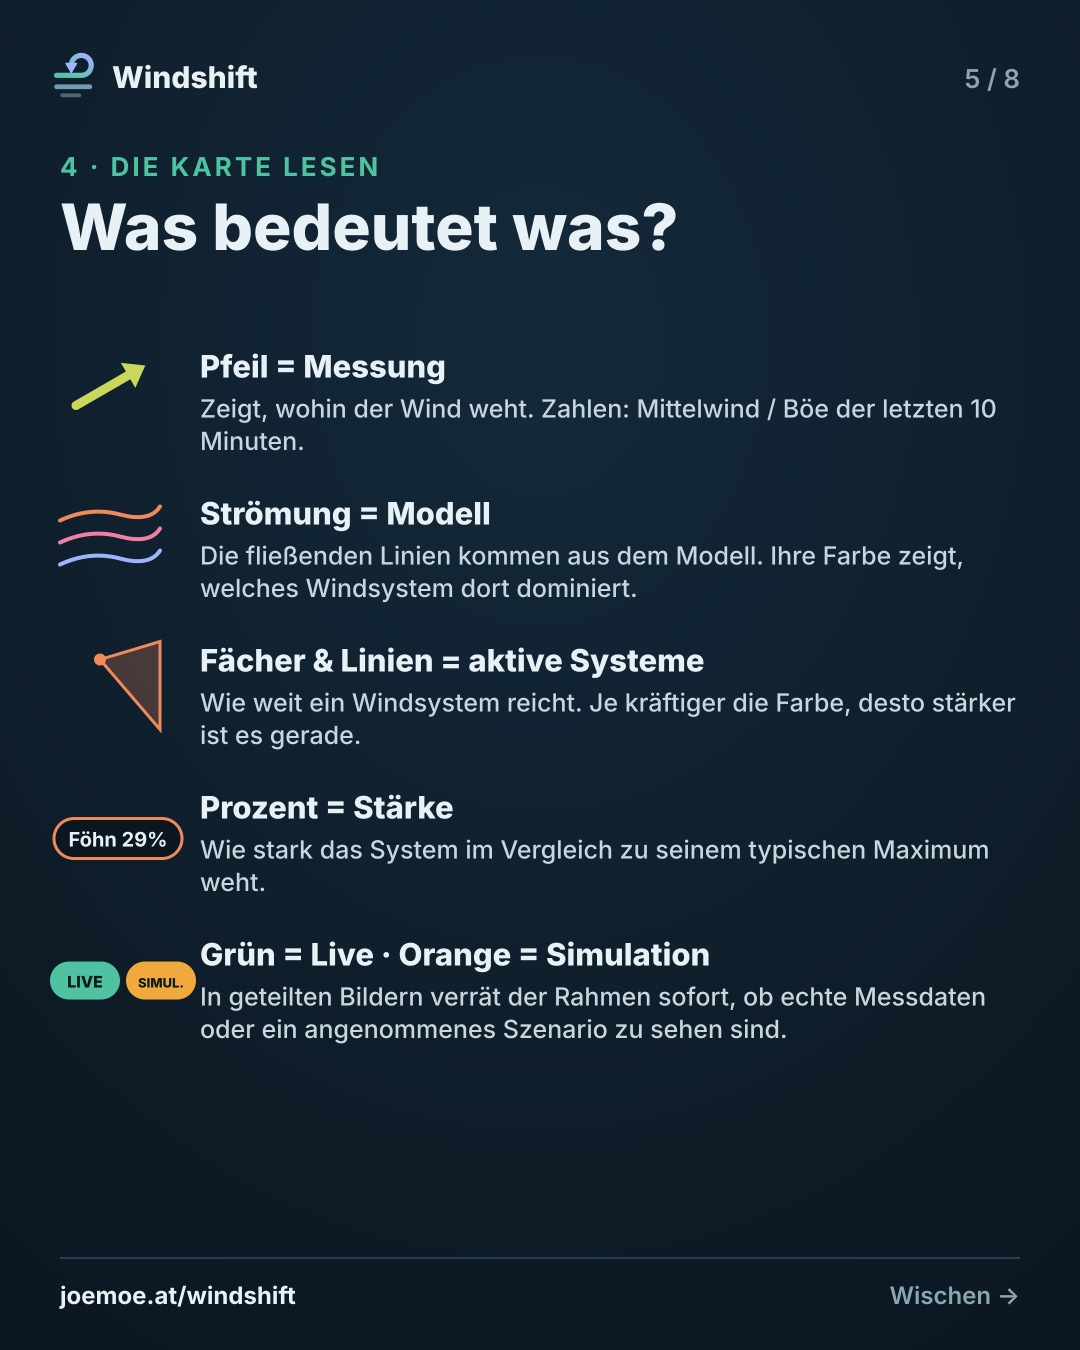 Windshift
5 / 8
4 · DIE KARTE LESEN
Was bedeutet was?
Pfeil = Messung
Zeigt, wohin der Wind weht. Zahlen: Mittelwind / Böe der letzten 10
Minuten.
Strömung = Modell
Die fließenden Linien kommen aus dem Modell. Ihre Farbe zeigt,
welches Windsystem dort dominiert.
Fächer & Linien = aktive Systeme
Wie weit ein Windsystem reicht. Je kräftiger die Farbe, desto stärker
ist es gerade.
Föhn 29%
Prozent = Stärke
Wie stark das System im Vergleich zu seinem typischen Maximum
weht.
LIVE
SIMUL.
Grün = Live · Orange = Simulation
In geteilten Bildern verrät der Rahmen sofort, ob echte Messdaten
oder ein angenommenes Szenario zu sehen sind.
joemoe.at/windshift
Wischen →